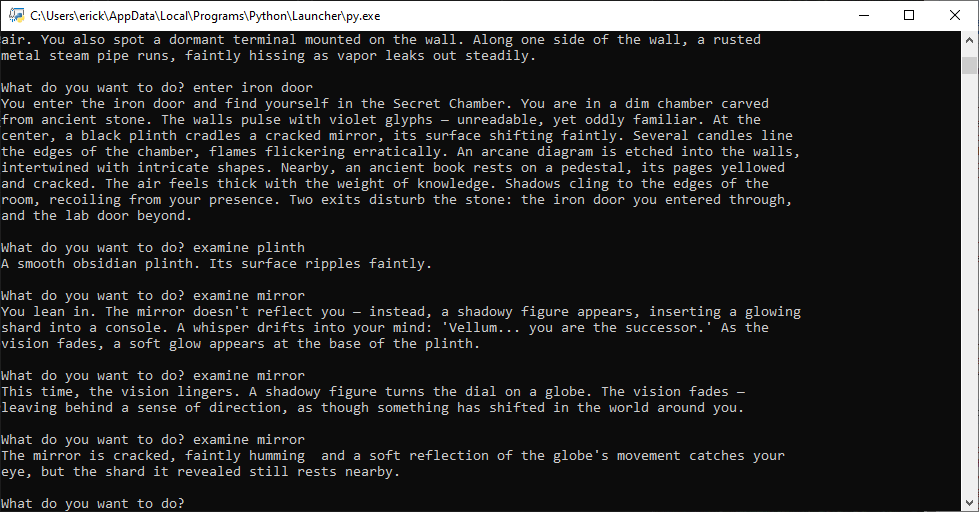 C:\Users\erick\AppData\Local\Programs\Python\Launcher\py.exe
air. You also spot a dormant terminal mounted on the wall. Along one side of the wall, a rusted
metal steam pipe runs, faintly hissing as vapor leaks out steadily.
What do you want to do? enter iron door
You enter the iron door and find yourself in the Secret Chamber. You are in a dim chamber carved
from ancient stone. The walls pulse with violet glyphs — unreadable, yet oddly familiar. At the
center, a black plinth cradles a cracked mirror, its surface shifting faintly. Several candles line
the edges of the chamber, flames flickering erratically. An arcane diagram is etched into the walls,
intertwined with intricate shapes. Nearby, an ancient book rests on a pedestal, its pages yellowed
and cracked. The air feels thick with the weight of knowledge. Shadows cling to the edges of the
room, recoiling from your presence. Two exits disturb the stone: the iron door you entered through,
and the lab door beyond.
What do you want to do? examine plinth
A smooth obsidian plinth. Its surface ripples faintly.
What do you want to do? examine mirror
You lean in. The mirror doesn't reflect you — instead, a shadowy figure appears, inserting a glowing
shard into a console. A whisper drifts into your mind: 'Vellum... you are the successor.' As the
vision fades, a soft glow appears at the base of the plinth.
What do you want to do? examine mirror
This time, the vision lingers. A shadowy figure turns the dial on a globe. The vision fades —
leaving behind a sense of direction, as though something has shifted in the world around you.
What do you want to do? examine mirror
The mirror is cracked, faintly humming  and a soft reflection of the globe's movement catches your
eye, but the shard it revealed still rests nearby.
What do you want to do?